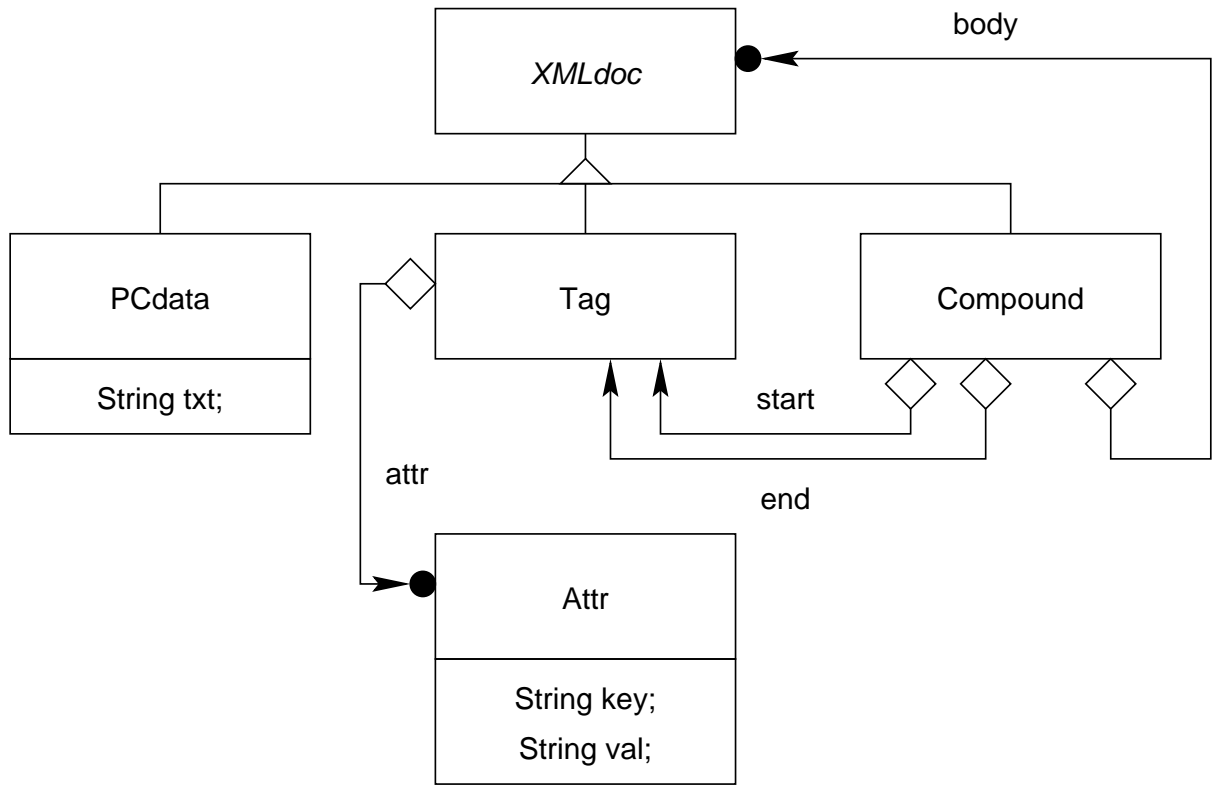 body
XMLdoc
PCdata
Tag
Compound
String txt;
start
attr
end
Attr
String key;
String val;